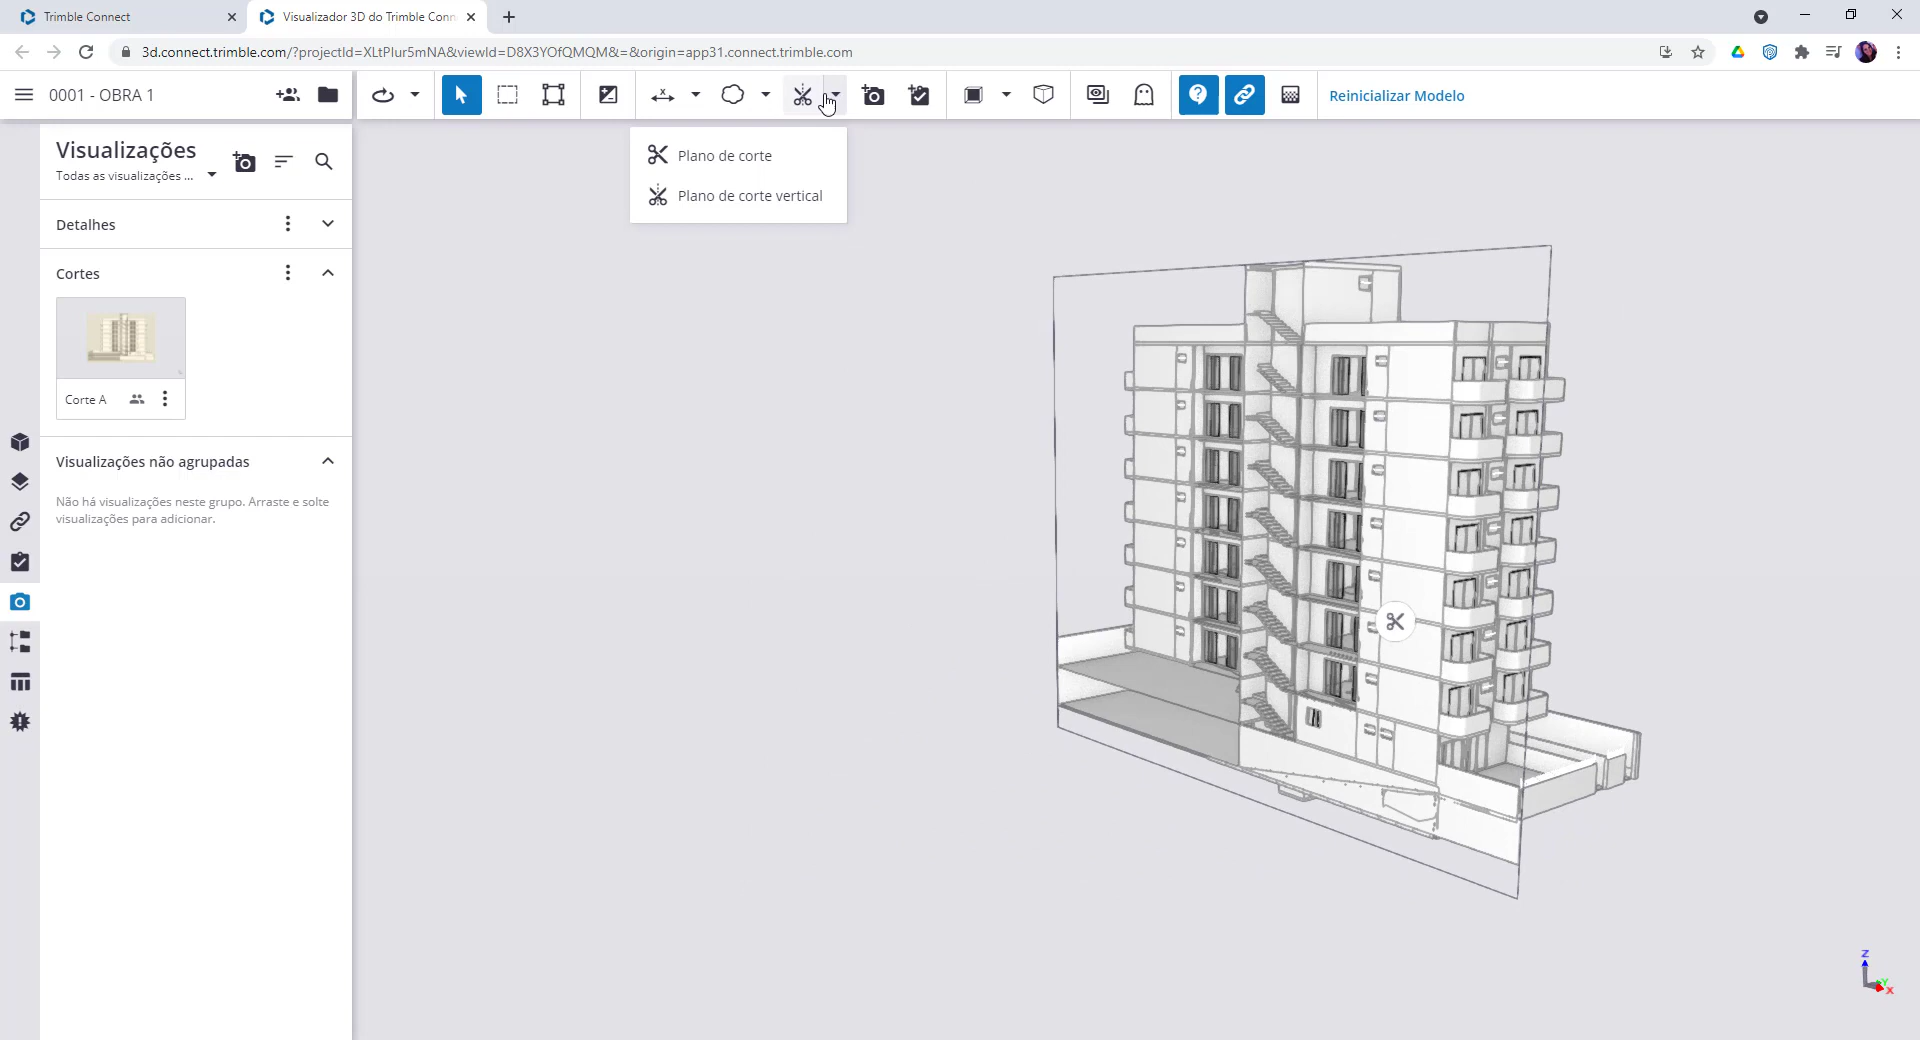 Trimble Connect
Visualizador 3D do Trimble Conn
3d.connect.trimble.com/?projectId=XLtPlur5mNA&viewId=D8X3YOfQMQM&=&origin=app31.connect.trimble.com
0001 - OBRA 1
Reinicializar Modelo
Plano de corte
Plano de corte vertical
Visualizações
Todas as visualizações ...
Detalhes
Cortes
Corte A
Visualizações não agrupadas
Não há visualizações neste grupo. Arraste e solte
visualizações para adicionar.
Z
Y
X